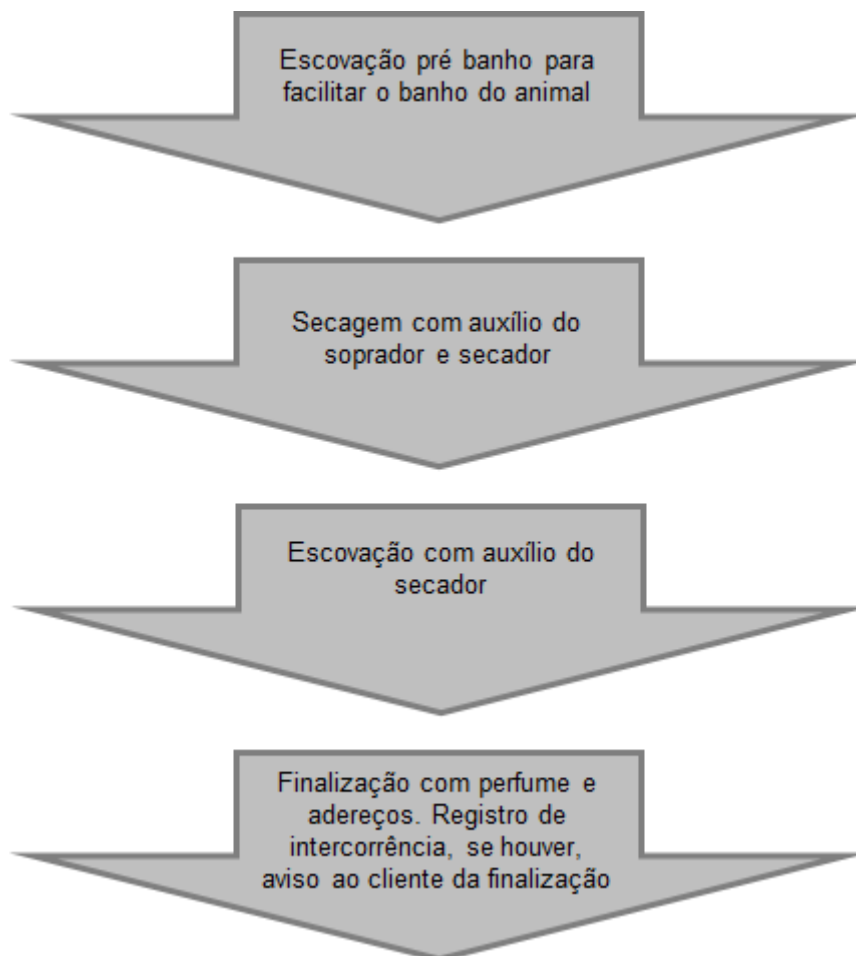 Escovação pré banho para
facilitar o banho do animal
Secagem com auxílio do
soprador e secador
Escovação com auxílio do
secador
Finalização com perfume e
adereços. Registro de
intercorrência, se houver,
aviso ao cliente da finalização